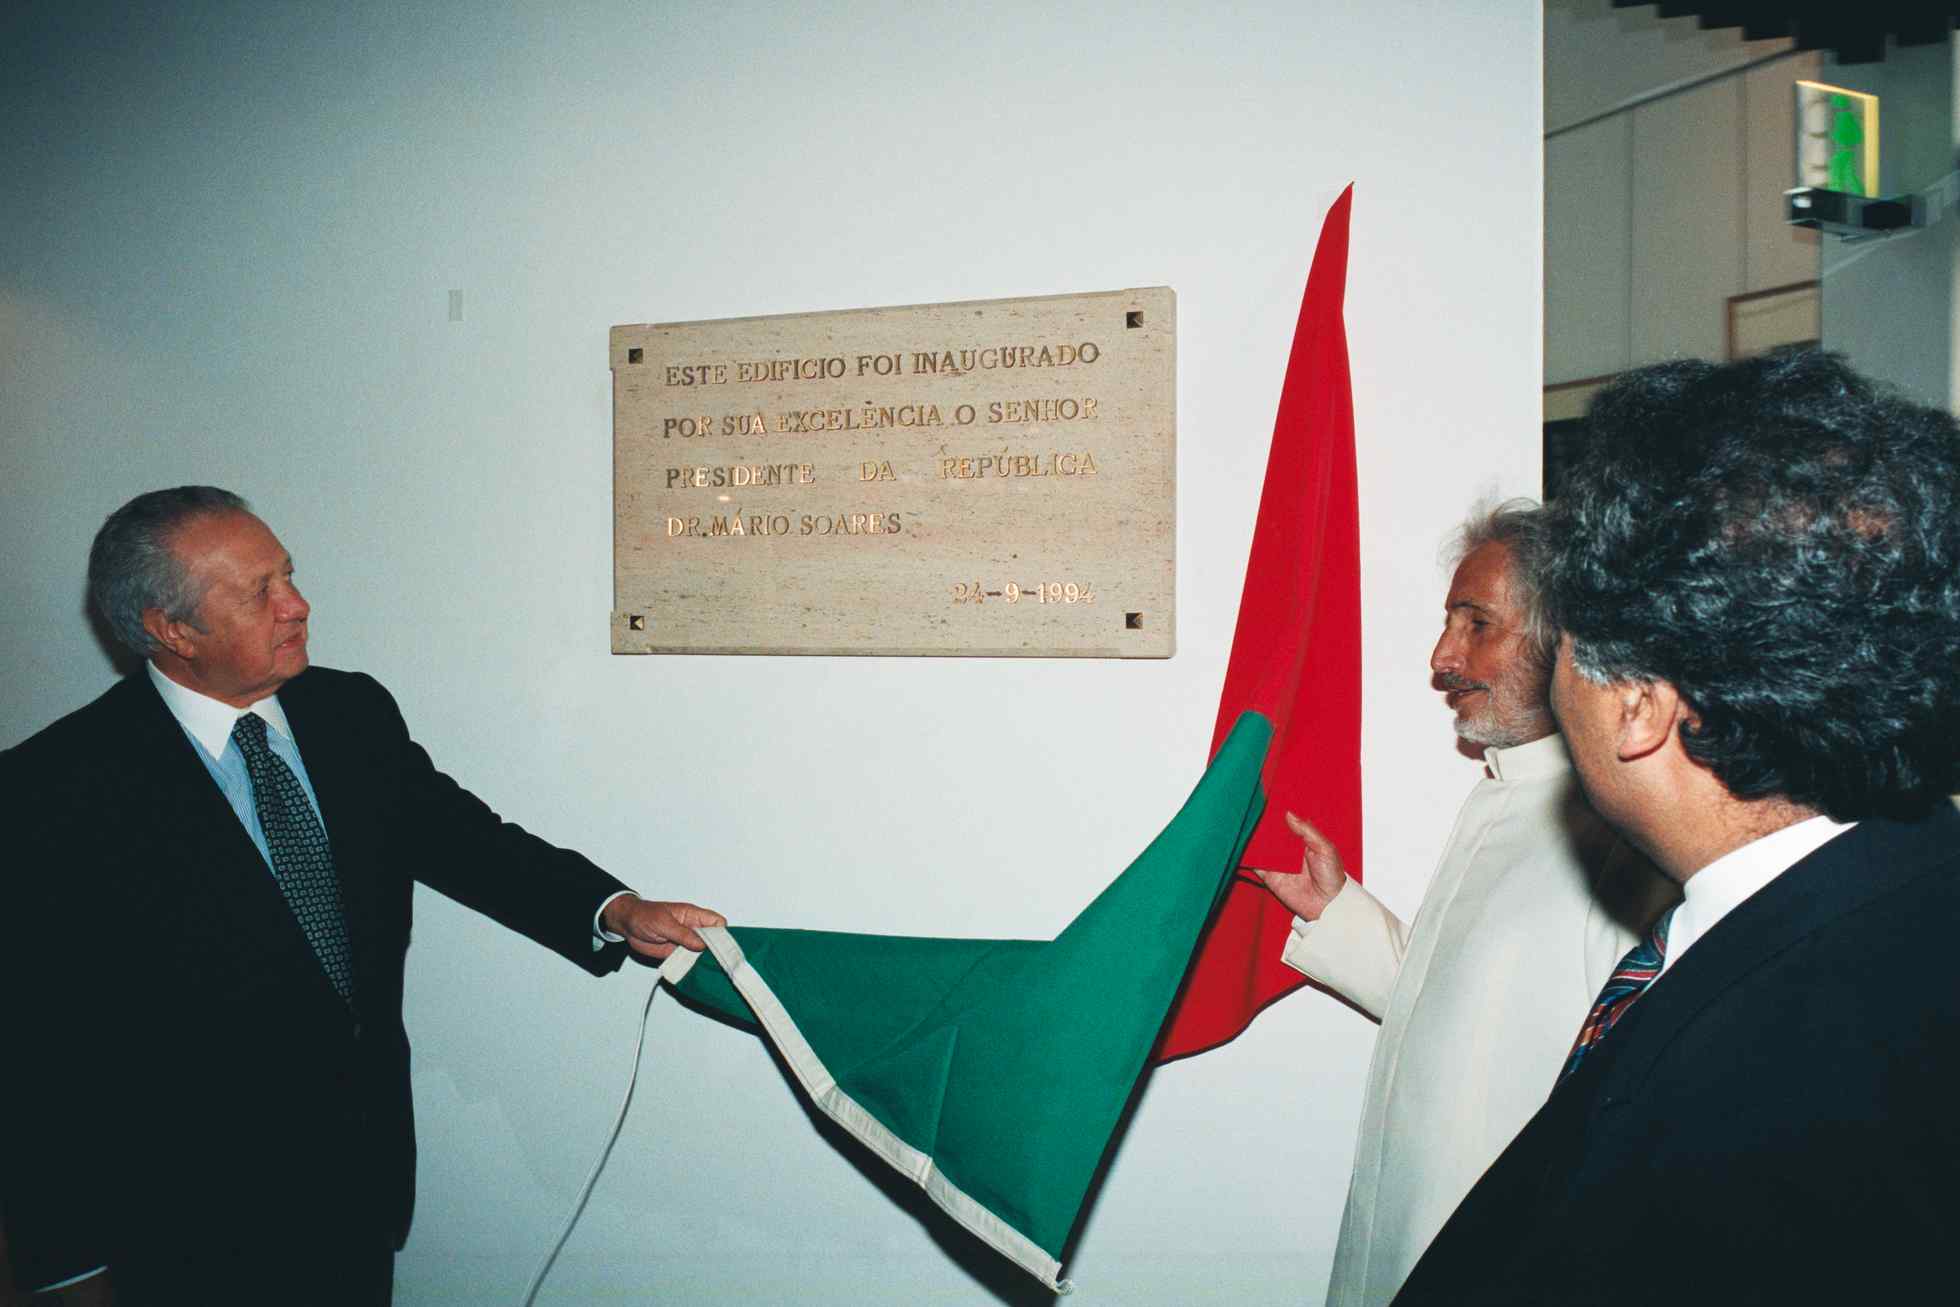 ESTE EDIFICIO FOI INAUGURADO
POR SUA EXCELÊNCIA O SENHOR
PRESIDENTE DA REPÚBLICA
DR. MÁRIO SOARES
24-9-1994